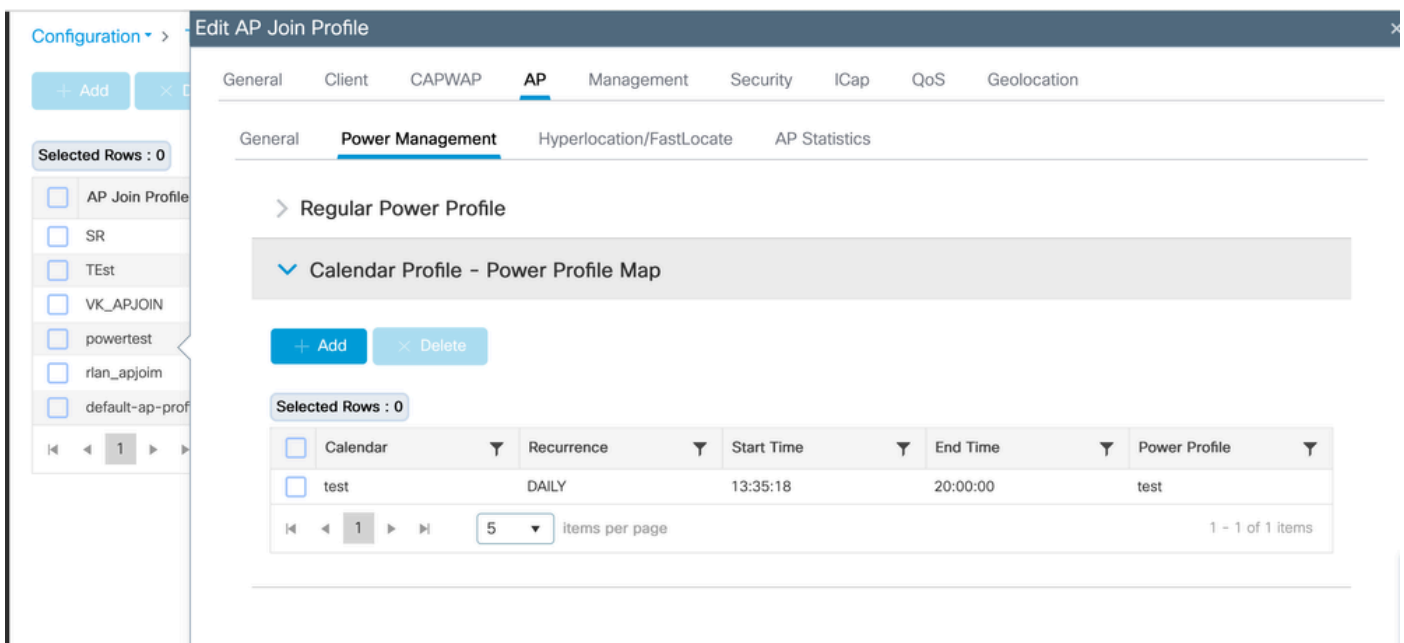 Configuration >
Edit AP Join Profile
+ Add
× D
Selected Rows : 0
AP Join Profile
SR
TEst
VK_APJOIN
powertest
rlan_apjoim
default-ap-prof
1
General Client CAPWAP AP Management Security ICap QoS Geolocation
General Power Management Hyperlocation/FastLocate AP Statistics
Regular Power Profile
Calendar Profile - Power Profile Map
+ Add × Delete
Selected Rows : 0
Calendar Recurrence Start Time End Time Power Profile
test DAILY 13:35:18 20:00:00 test
1 5 items per page 1 - 1 of 1 items